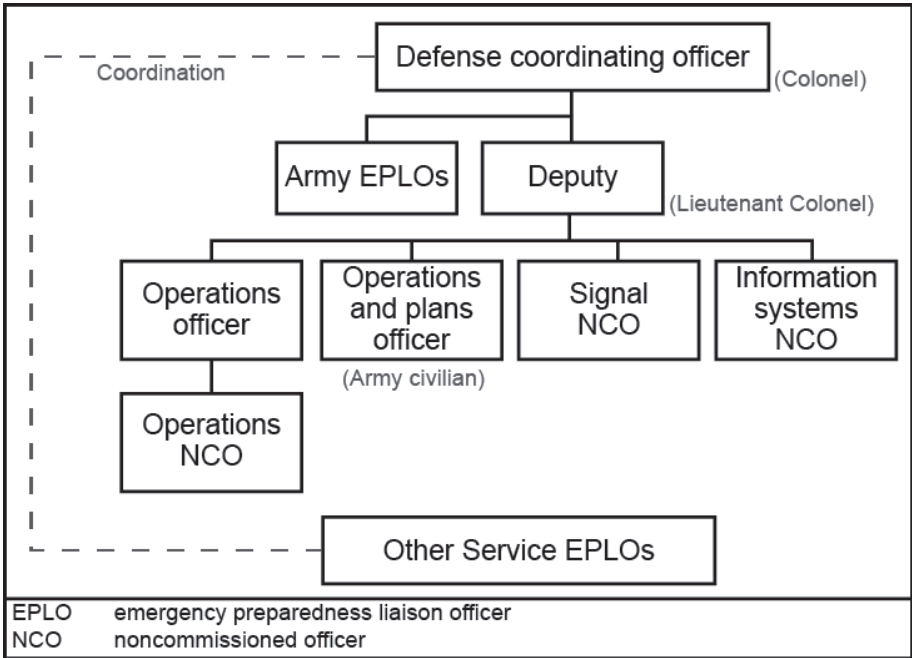 Defense coordinating officer
Coordination
(Colonel)
Army EPLOs
Deputy
(Lieutenant Colonel)
Operations
officer
Operations
and plans
officer
Signal
NCO
Information
systems
NCO
(Army civilian)
Operations
NCO
Other Service EPLOs
EPLO emergency preparedness liaison officer
NCO noncommissioned officer